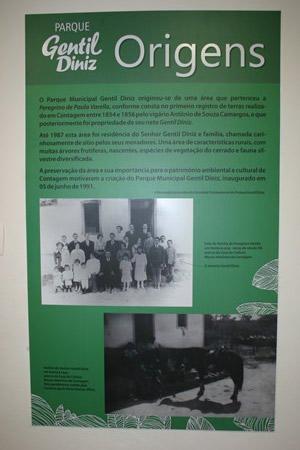 PARQUE
Gentil
Diniz
Origens
O Parque Municipal Gentil Diniz originou-se de uma área que pertenceu a
Peregrino de Paula Varella, conforme consta no primeiro registro de terras realiza-
do em Contagem entre 1854 e 1856 pelo vigário Antônio de Souza Camargos, e que
posteriormente foi propriedade de seu neto Gentil Diniz.
Até 1987 esta área foi residência do Senhor Gentil Diniz e família, chamada cari-
nhosamente de sítio pelos seus moradores. Uma área de características rurais, com
muitas árvores frutíferas, nascentes, espécies de vegetação do cerrado e fauna silv-
estre diversificada.
A preservação da área e sua importância para o patrimônio ambiental e cultural de
Contagem motivaram a criação do Parque Municipal Gentil Diniz, inaugurado em
05 de junho de 1991.